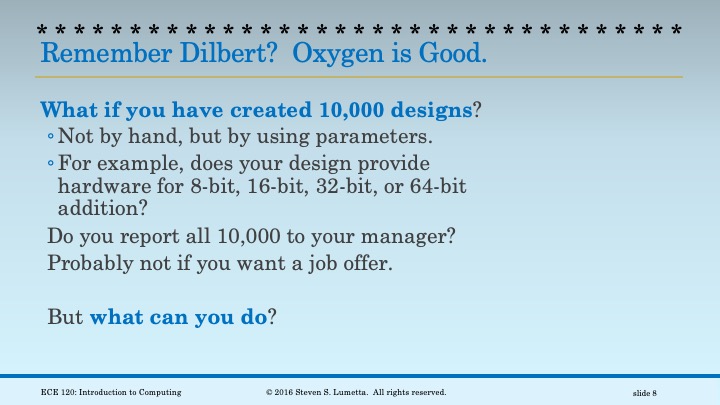 * * * * * * * * * * * * * * * * * * * * * * * * * * * * * * * * * * *
Remember Dilbert?  Oxygen is Good.
What if you have created 10,000 designs?
◦Not by hand, but by using parameters.
◦For example, does your design provide
hardware for 8-bit, 16-bit, 32-bit, or 64-bit
addition?
Do you report all 10,000 to your manager?
Probably not if you want a job offer.
But what can you do?
ECE 120: Introduction to Computing
© 2016 Steven S. Lumetta.  All rights reserved.
slide 8